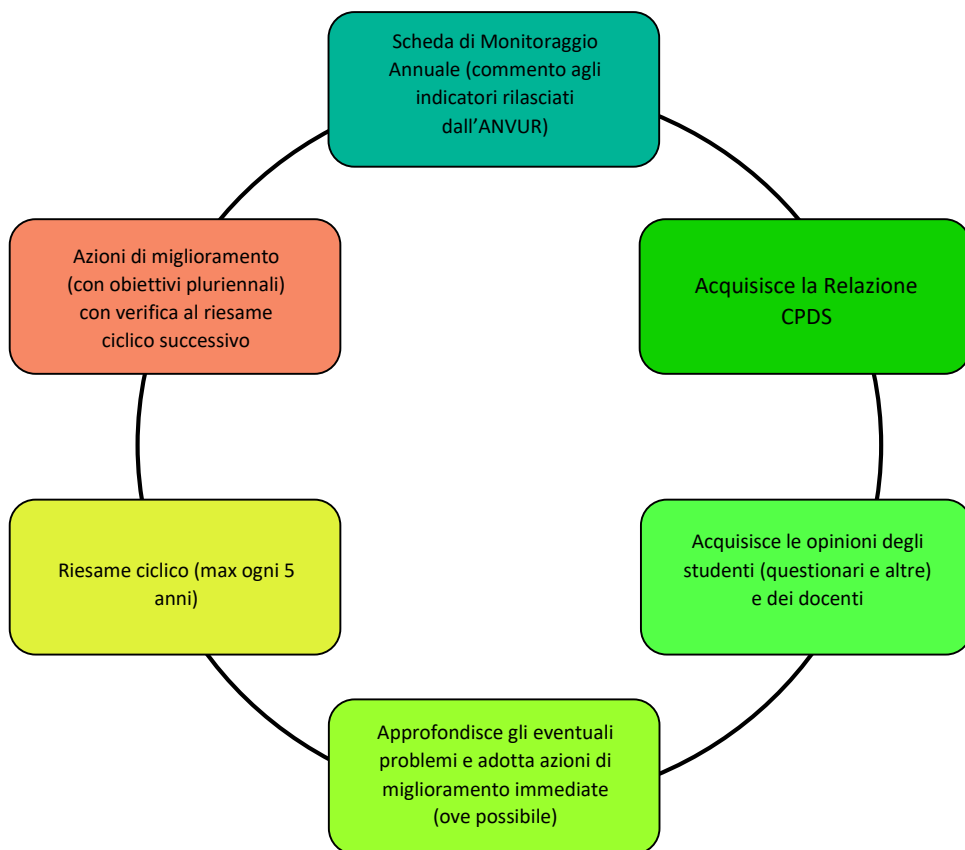 Scheda di Monitoraggio
Annuale (commento agli
indicatori rilasciati
dall'ANVUR)
Acquisisce la Relazione
CPDS
Acquisisce le opinioni degli
studenti (questionari e altre)
e dei docenti
Approfondisce gli eventuali
problemi e adotta azioni di
miglioramento immediate
(ove possibile)
Riesame ciclico (max ogni 5
anni)
Azioni di miglioramento
(con obiettivi pluriennali)
con verifica al riesame
ciclico successivo